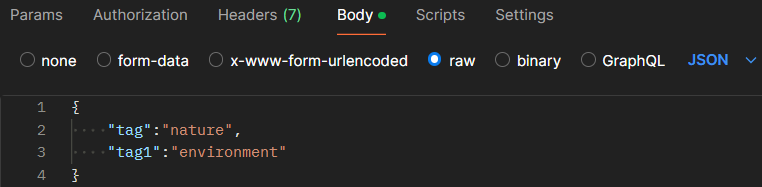 Params Authorization Headers (7) Body Scripts Settings
none form-data x-www-form-urlencoded raw binary GraphQL JSON
1 {
2 "tag":"nature",
3 "tag1":"environment"
4 }